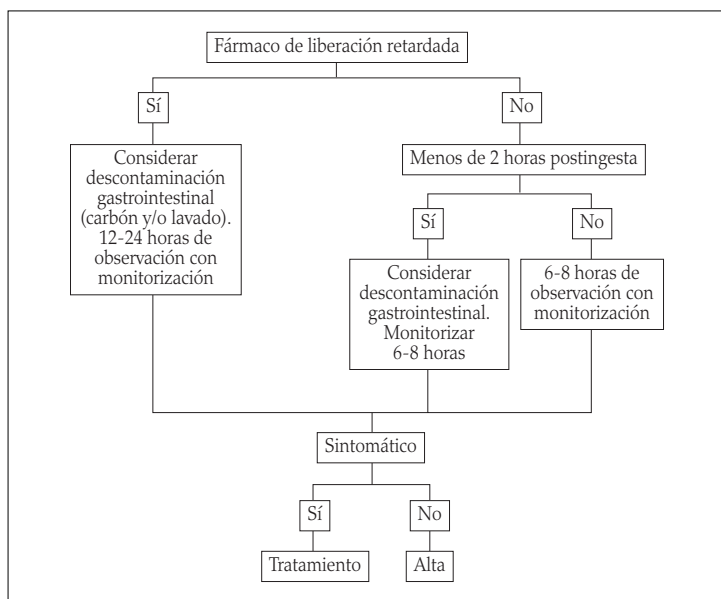 Fármaco de liberación retardada
Sí
No
Considerar
descontaminación
gastrointestinal
(carbón y/o lavado).
12-24 horas de
observación con
monitorización
Menos de 2 horas postingesta
Sí
No
Considerar
descontaminación
gastrointestinal.
Monitorizar
6-8 horas
6-8 horas de
observación con
monitorización
Sintomático
Sí
No
Tratamiento
Alta